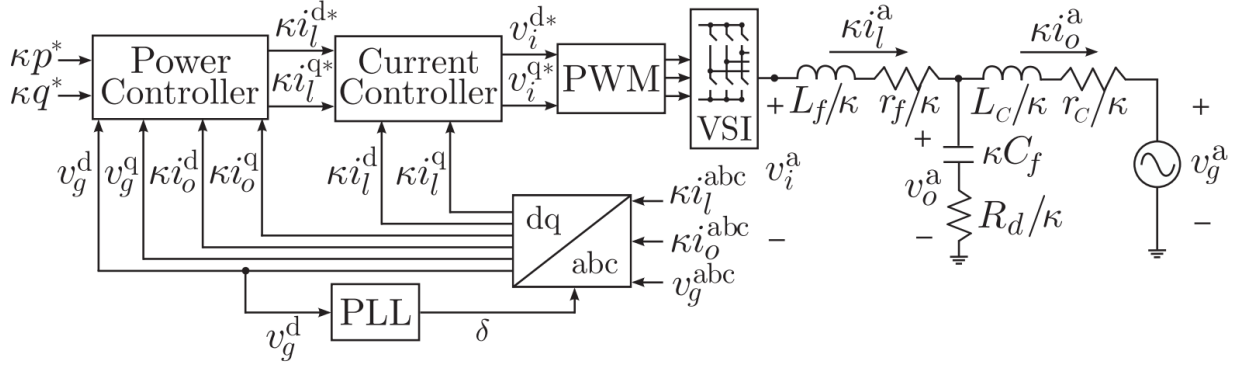 κp*
κq*
Power
Controller
κi_l^{d*}
κi_l^{q*}
Current
Controller
v_i^{d*}
v_i^{q*}
PWM
VSI
κi_l^a
κi_o^a
L_f/κ
r_f/κ
L_C/κ
r_C/κ
+
v_i^a
−
+
v_o^a
−
κC_f
R_d/κ
+
v_g^a
−
v_g^d
v_g^q
κi_o^d
κi_o^q
κi_l^d
κi_l^q
dq
abc
κi_l^{abc}
κi_o^{abc}
v_g^{abc}
v_g^d
PLL
δ